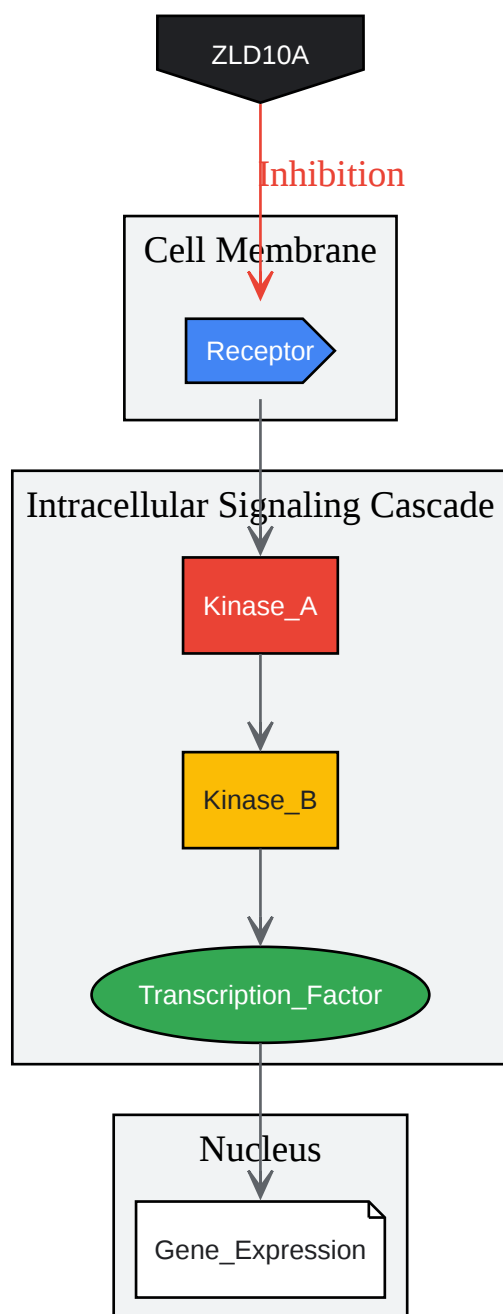 ZLD10A
Inhibition
Cell Membrane
Receptor
Intracellular Signaling Cascade
Kinase_A
Kinase_B
Transcription_Factor
Nucleus
Gene_Expression